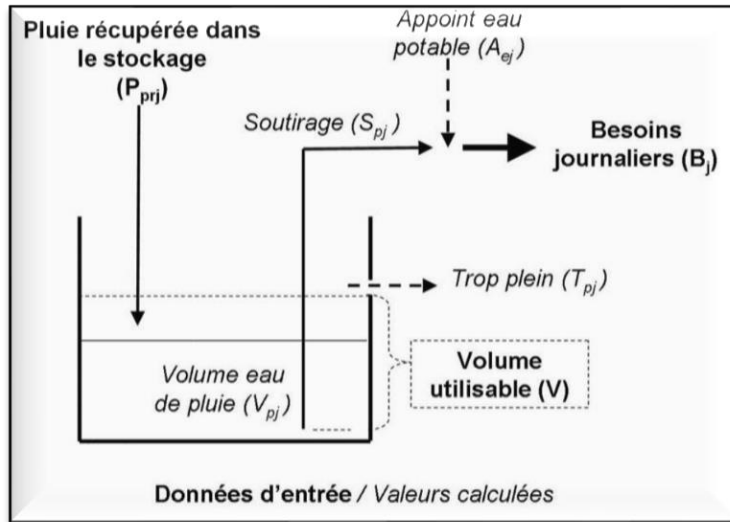 Pluie récupérée dans
le stockage
(Pprj)
Appoint eau
potable (Aej)
Soutirage (Spj)
Besoins
journaliers (Bj)
Trop plein (Tpj)
Volume eau
de pluie (Vpj)
Volume
utilisable (V)
Données d'entrée / Valeurs calculées